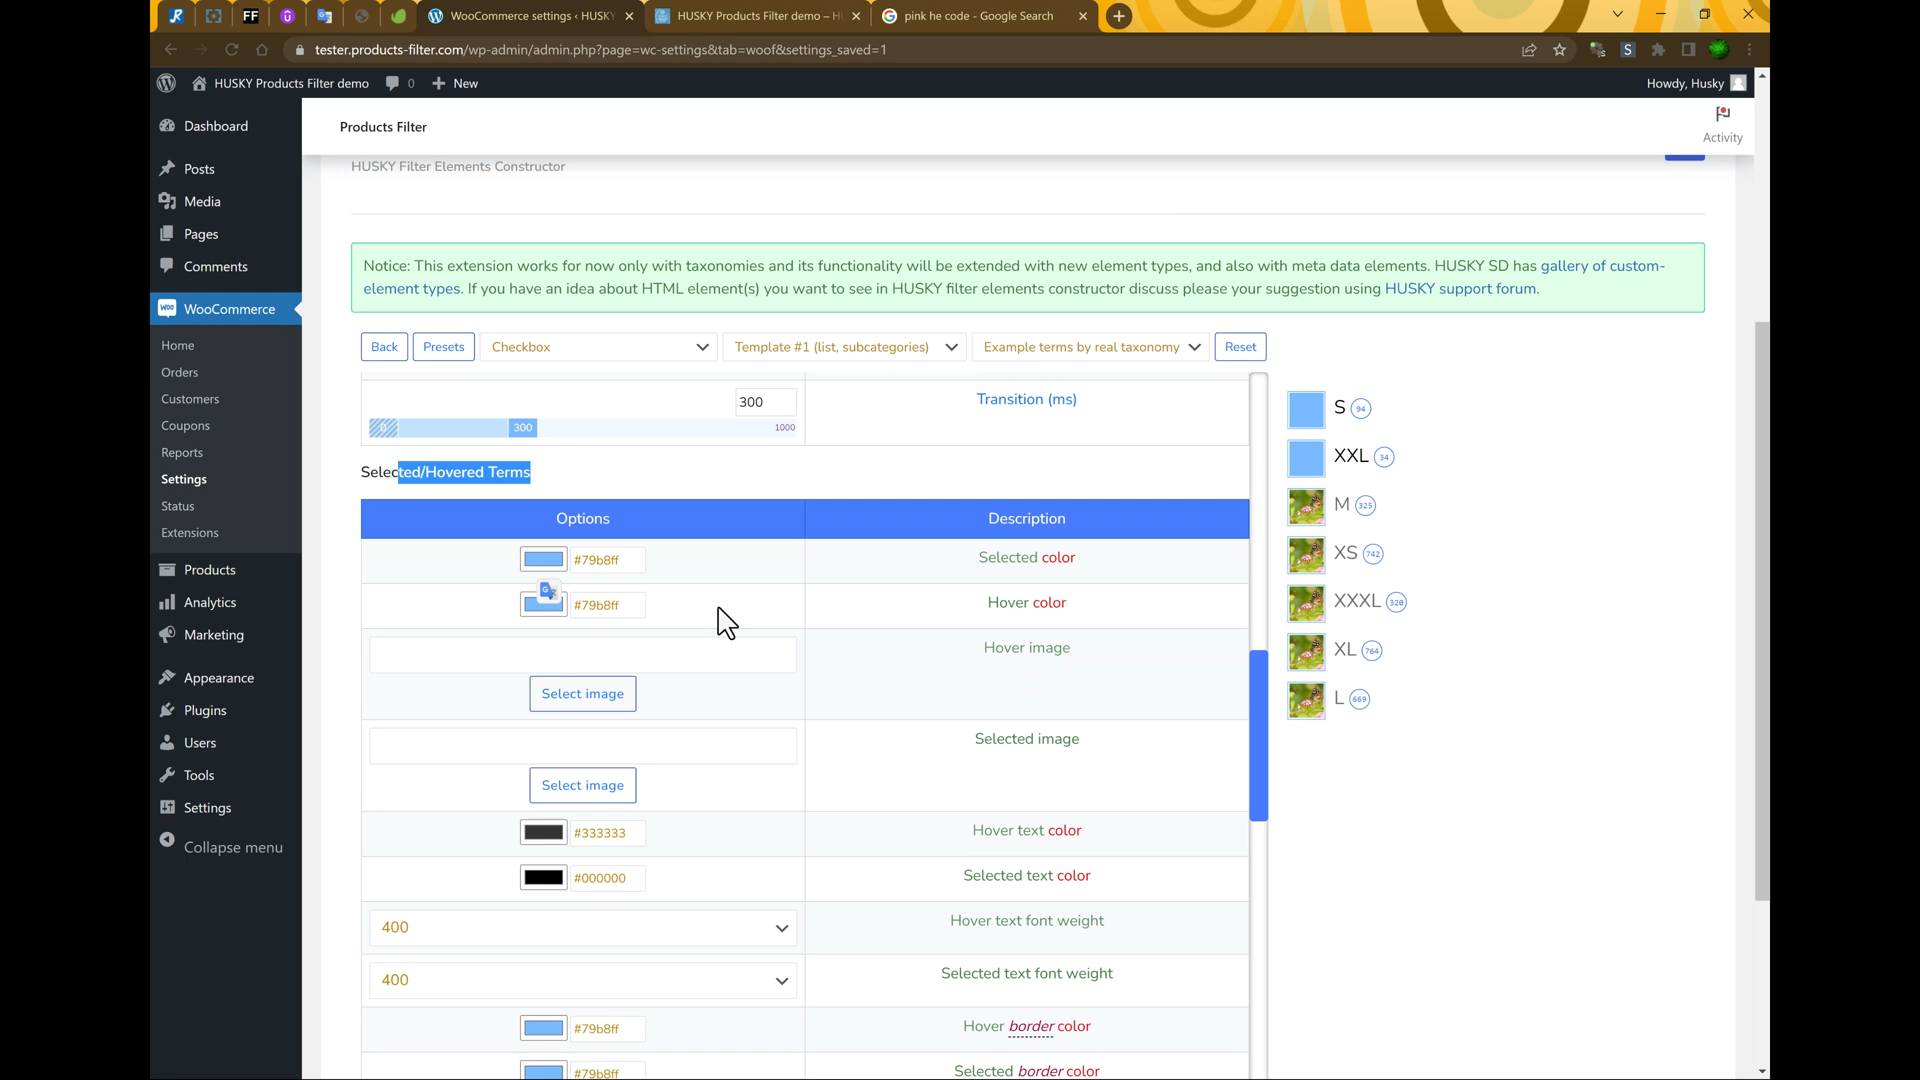 WooCommerce settings ‹ HUSKY
HUSKY Products Filter demo – H
pink he code - Google Search
tester.products-filter.com/wp-admin/admin.php?page=wc-settings&tab=woof&settings_saved=1
HUSKY Products Filter demo
0
New
Howdy, Husky
Dashboard
Posts
Media
Pages
Comments
WooCommerce
Home
Orders
Customers
Coupons
Reports
Settings
Status
Extensions
Products
Analytics
Marketing
Appearance
Plugins
Users
Tools
Settings
Collapse menu
Products Filter
Activity
HUSKY Filter Elements Constructor
Notice: This extension works for now only with taxonomies and its functionality will be extended with new element types, and also with meta data elements. HUSKY SD has gallery of custom-
element types. If you have an idea about HTML element(s) you want to see in HUSKY filter elements constructor discuss please your suggestion using HUSKY support forum.
Back
Presets
Checkbox
Template #1 (list, subcategories)
Example terms by real taxonomy
Reset
300
Transition (ms)
0
300
1000
Selected/Hovered Terms
Options
Description
#79b8ff
Selected color
#79b8ff
Hover color
Hover image
Select image
Selected image
Select image
#333333
Hover text color
#000000
Selected text color
400
Hover text font weight
400
Selected text font weight
#79b8ff
Hover border color
#79b8ff
Selected border color
S 94
XXL 34
M 325
XS 742
XXXL 320
XL 764
L 669